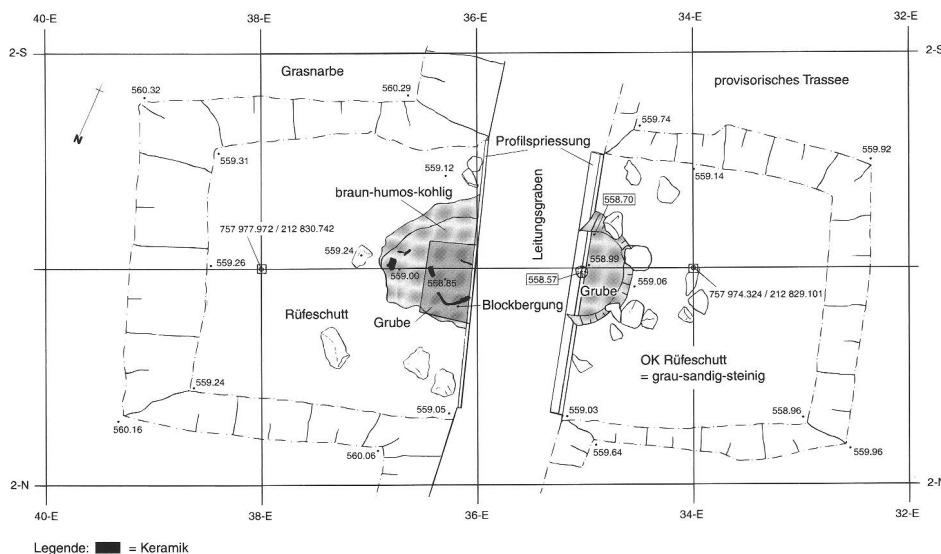 40-E
38-E
36-E
34-E
32-E
2-S
2-S
Grasnarbe
provisorisches Trassee
560.32
560.29
559.74
559.92
N
559.31
559.12
Profilspriessung
559.14
braun-humos-kohlig
Leitungsgraben
558.70
757 977.972 / 212 830.742
559.24
559.26
559.00
558.85
558.99
558.57
559.06
Grube
757 974.324 / 212 829.101
Rüfeschutt
Grube
Blockbergung
OK Rüfeschutt
= grau-sandig-steinig
559.24
559.05
559.03
558.96
560.16
560.06
559.64
559.96
2-N
2-N
40-E
38-E
36-E
34-E
32-E
Legende: = Keramik